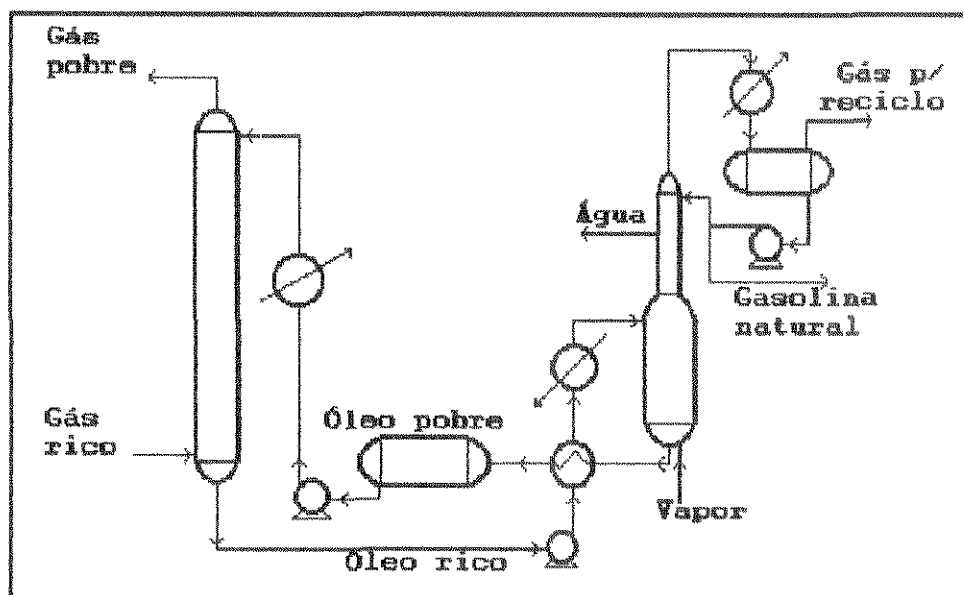 Gás
pobre
Gás p/
reciclo
Água
Gasolina
natural
Gás
rico
Óleo pobre
Vapor
Óleo rico